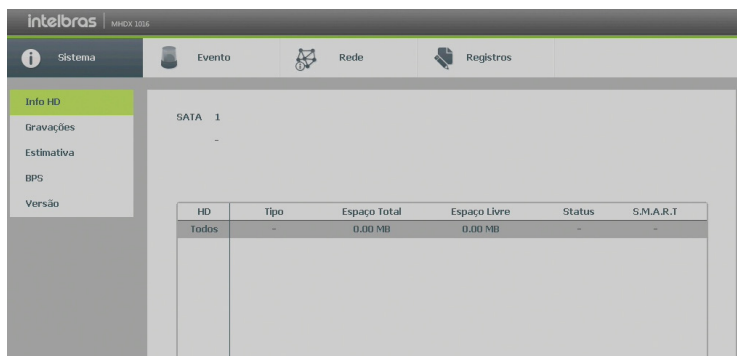 intelbras | MHDX 1016
Sistema Evento Rede Registros
Info HD
Gravações
Estimativa
BPS
Versão
SATA 1
-
HD Tipo Espaço Total Espaço Livre Status S.M.A.R.T
Todos - 0.00 MB 0.00 MB - -